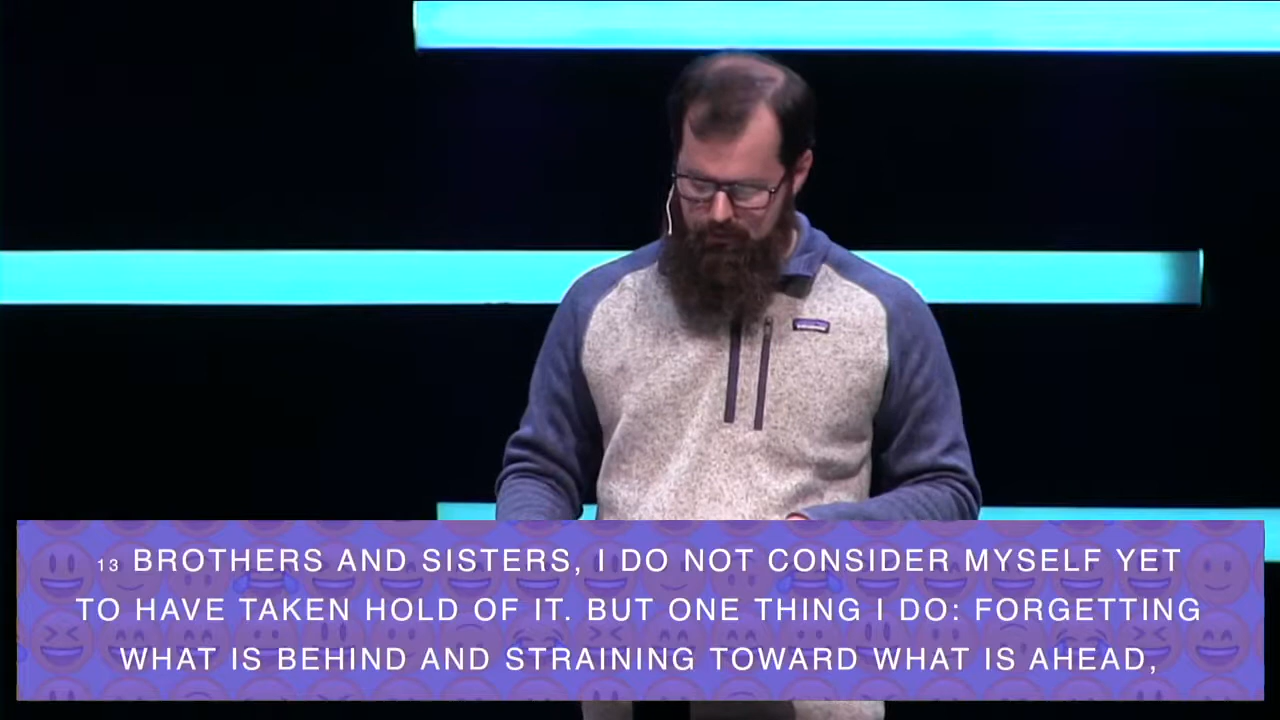 13 BROTHERS AND SISTERS, I DO NOT CONSIDER MYSELF YET
TO HAVE TAKEN HOLD OF IT. BUT ONE THING I DO: FORGETTING
WHAT IS BEHIND AND STRAINING TOWARD WHAT IS AHEAD,